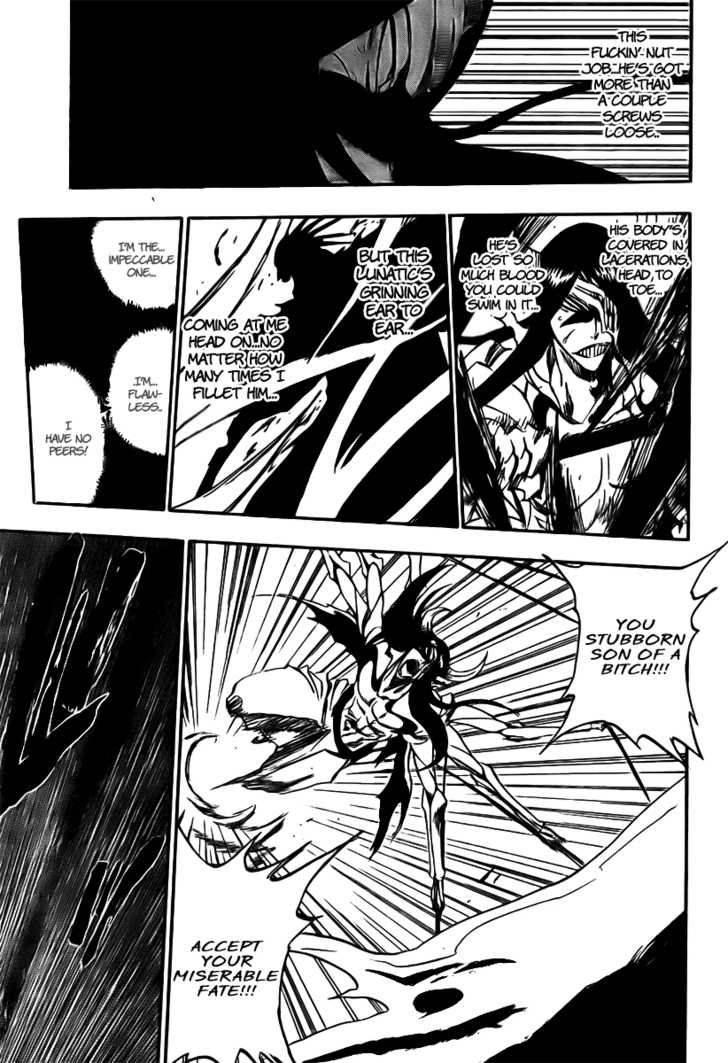 THIS
FUCKIN' NUT
JOB...HE'S GOT
MORE THAN
A COUPLE
SCREWS
LOOSE..
HIS BODY'S
COVERED IN
LACERATIONS,
HEAD, TO
TOE...
HE'S
LOST SO
MUCH BLOOD
YOU COULD
SWIM IN IT...
BUT THIS
LUNATIC'S
GRINNING
EAR TO
EAR...
COMING AT ME
HEAD ON...NO
MATTER HOW
MANY TIMES I
FILLET HIM...
I'M THE...
IMPECCABLE
ONE...
.I'M...
FLAW-
LESS..
I
HAVE NO
PEERS!
YOU
STUBBORN
SON OF A
BITCH!!!
ACCEPT
YOUR
MISERABLE
FATE!!!